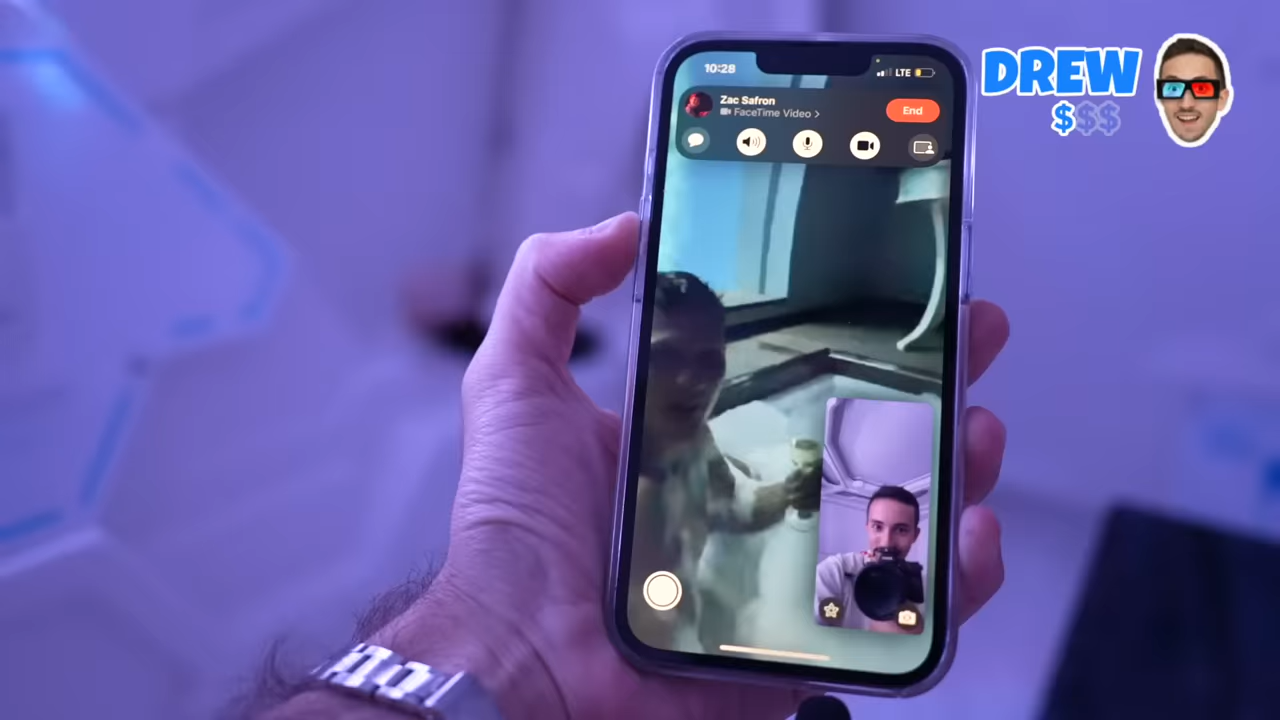 10:28
LTE
Zac Safron
FaceTime Video >
End
DREW
$$$